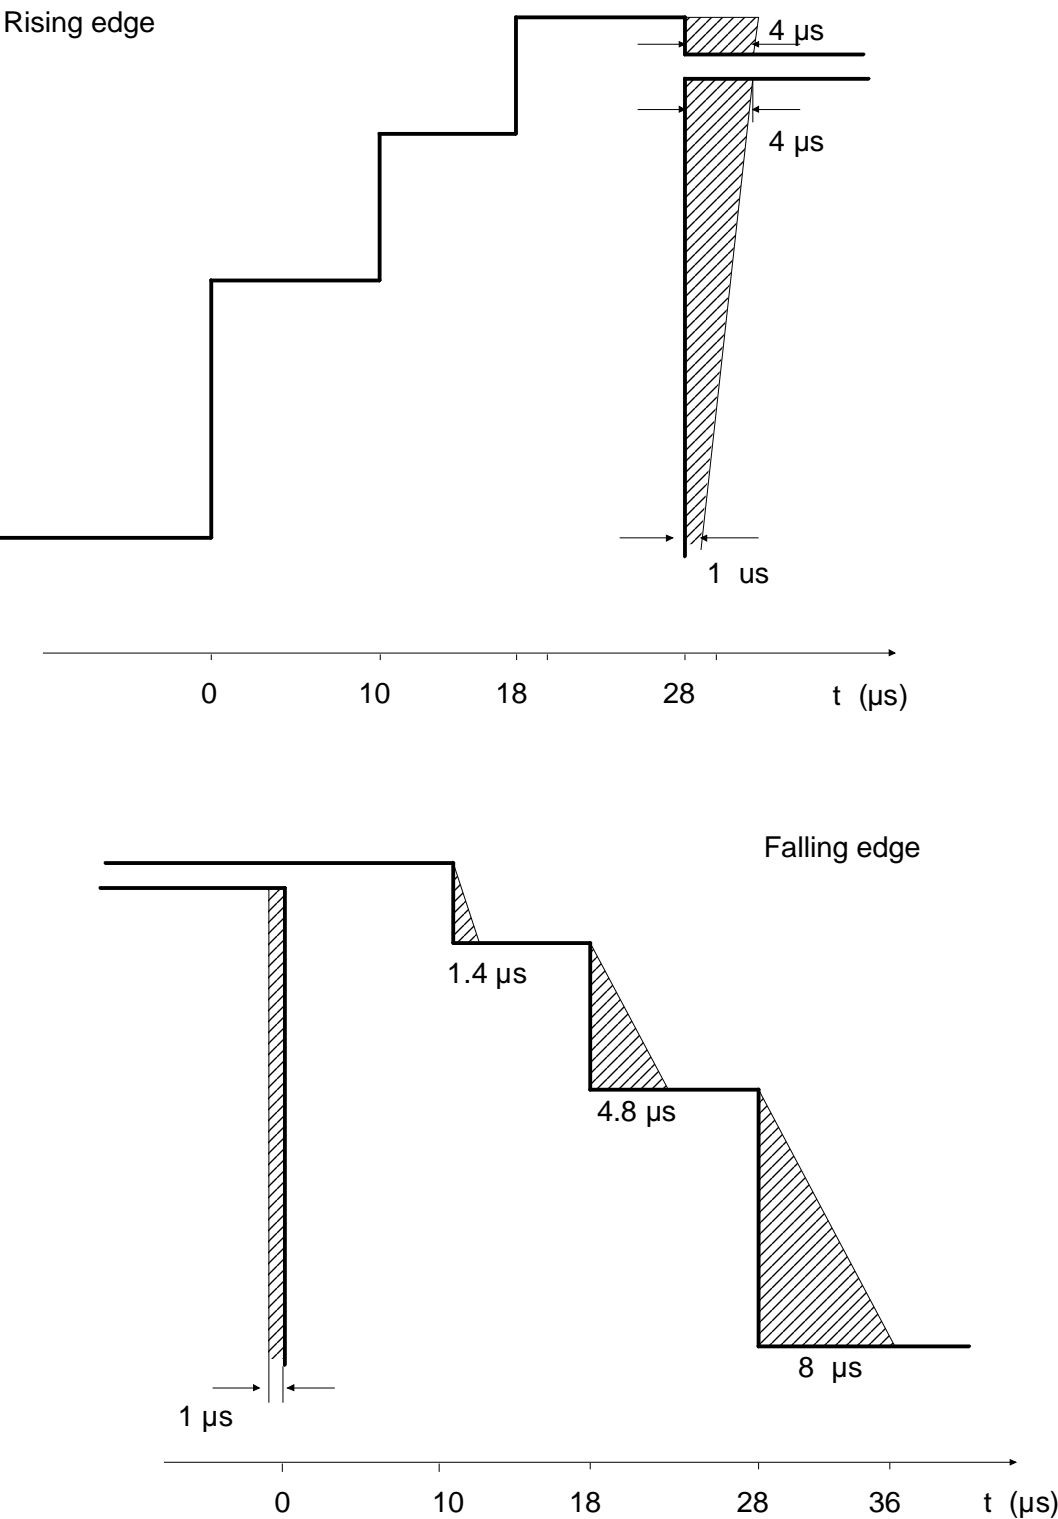 Rising edge
4 µs
4 µs
1 us
0 10 18 28 t (µs)
Falling edge
1.4 µs
4.8 µs
8 µs
1 µs
0 10 18 28 36 t (µs)